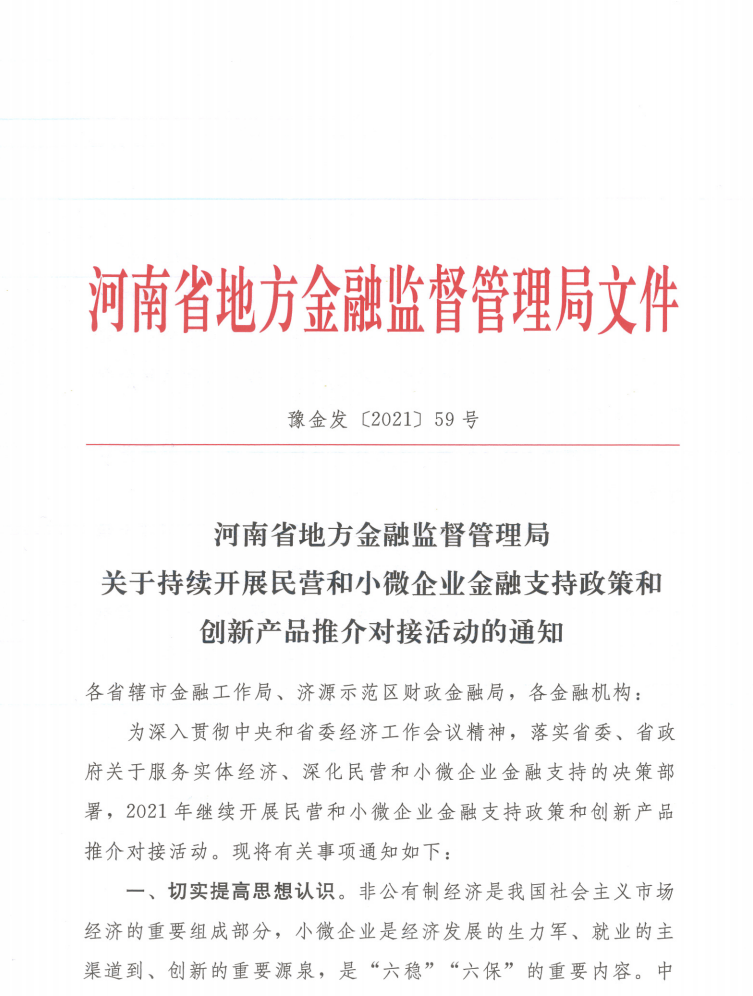 河南省地方金融监督管理局文件
豫金发〔2021〕59 号
河南省地方金融监督管理局
关于持续开展民营和小微企业金融支持政策和
创新产品推介对接活动的通知
各省辖市金融工作局、济源示范区财政金融局，各金融机构：
为深入贯彻中央和省委经济工作会议精神，落实省委、省政
府关于服务实体经济、深化民营和小微企业金融支持的决策部
署，2021 年继续开展民营和小微企业金融支持政策和创新产品
推介对接活动。现将有关事项通知如下：
一、切实提高思想认识。非公有制经济是我国社会主义市场
经济的重要组成部分，小微企业是经济发展的生力军、就业的主
渠道到、创新的重要源泉，是“六稳”“六保”的重要内容。中